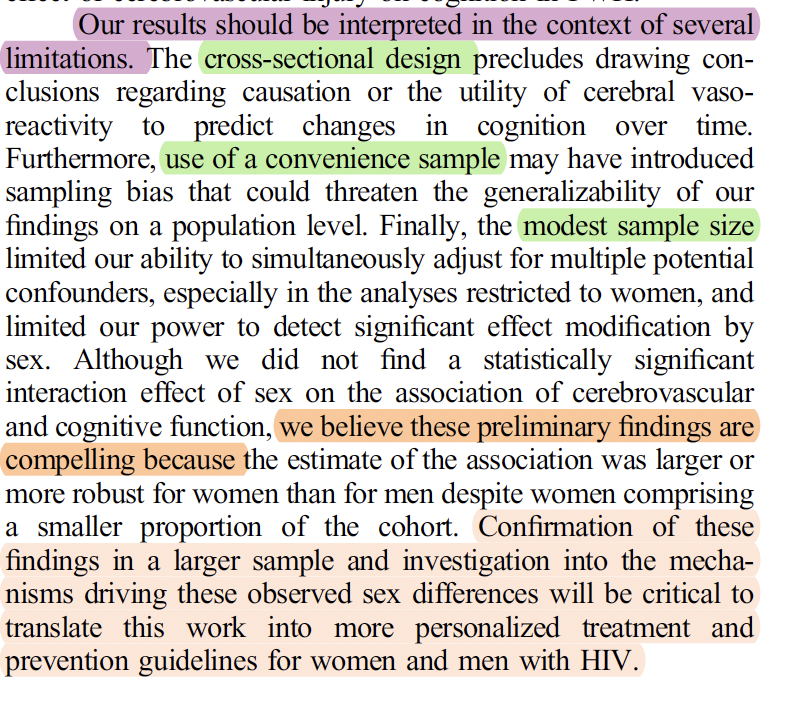 effect of cerebrovascular injury on cognition in PWH.
Our results should be interpreted in the context of several
limitations. The cross-sectional design precludes drawing con-
clusions regarding causation or the utility of cerebral vaso-
reactivity to predict changes in cognition over time.
Furthermore, use of a convenience sample may have introduced
sampling bias that could threaten the generalizability of our
findings on a population level. Finally, the modest sample size
limited our ability to simultaneously adjust for multiple potential
confounders, especially in the analyses restricted to women, and
limited our power to detect significant effect modification by
sex. Although we did not find a statistically significant
interaction effect of sex on the association of cerebrovascular
and cognitive function, we believe these preliminary findings are
compelling because the estimate of the association was larger or
more robust for women than for men despite women comprising
a smaller proportion of the cohort. Confirmation of these
findings in a larger sample and investigation into the mecha-
nisms driving these observed sex differences will be critical to
translate this work into more personalized treatment and
prevention guidelines for women and men with HIV.